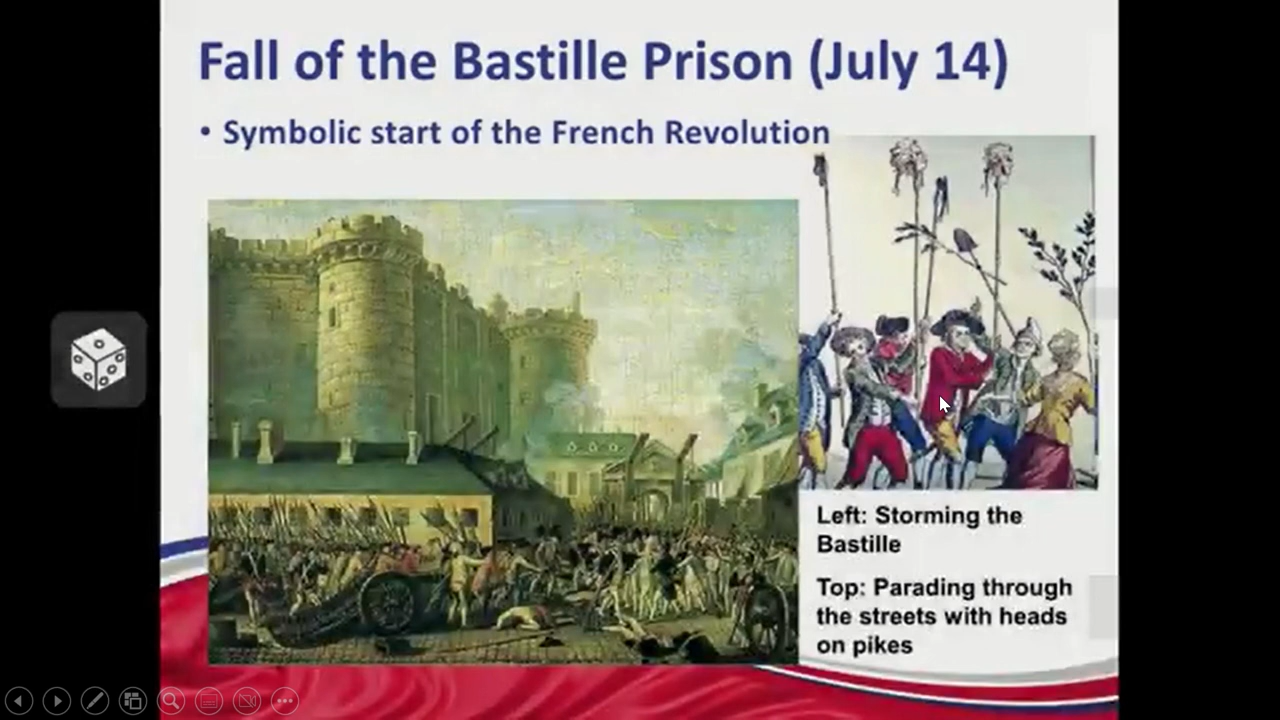 Fall of the Bastille Prison (July 14)
• Symbolic start of the French Revolution
Left: Storming the
Bastille
Top: Parading through
the streets with heads
on pikes